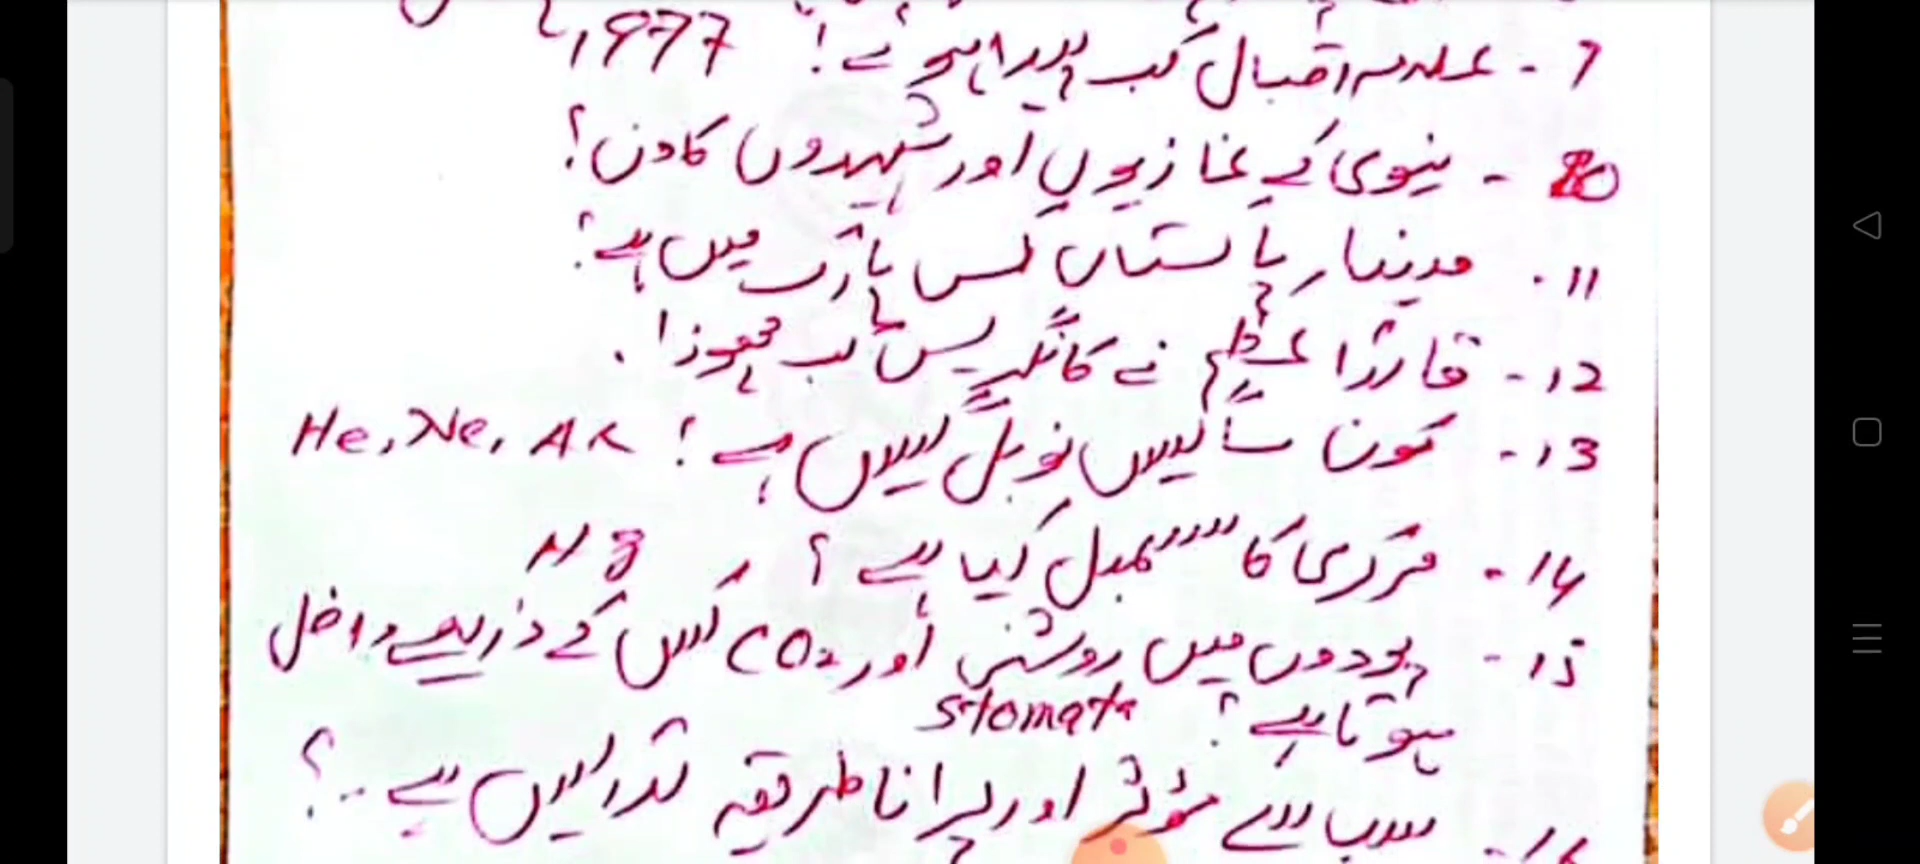 7 - علامہ اقبال کب پیدا ہوئے؟ 1977
10 - نیوی کے غازیوں اور شہیدوں کا دن؟
11 - مینار پاکستان کس پارک میں ہے؟
12 - قائد اعظم نے کانگریس کب چھوڑا .
13 - کون سا گیس نوبل گیس ہے؟ He, Ne, Ar
14 - مرکری کا سمبل کیا ہے؟ Hg
15 - پودوں میں روشنی اور CO2 کس کے ذریعے داخل
ہوتا ہے؟ stomata
16 - سب سے مؤثر اور پرانا طریقہ تدریس ہے..؟